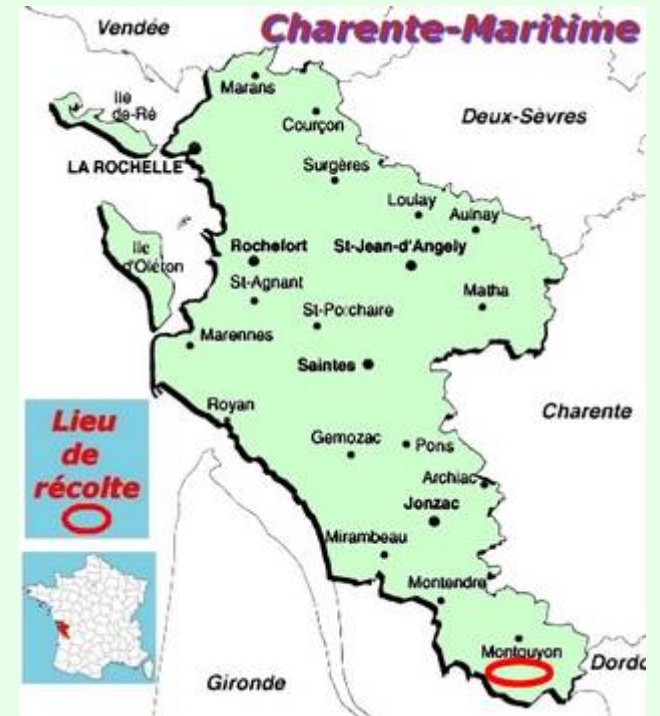 Charente-Maritime
Vendée
Marans
Ile
de-Ré
Courçon
Deux-Sèvres
LA ROCHELLE
Surgères
Loulay
Aulnay
Ile
d'Oléron
Rochefort
St-Jean-d'Angely
St-Agnant
Matha
St-Porchaire
Marennes
Saintes
Royan
Charente
Lieu
de
récolte
Gemozac
Pons
Archiac
Jonzac
Mirambeau
Montendre
Montguyon
Dordo
Gironde